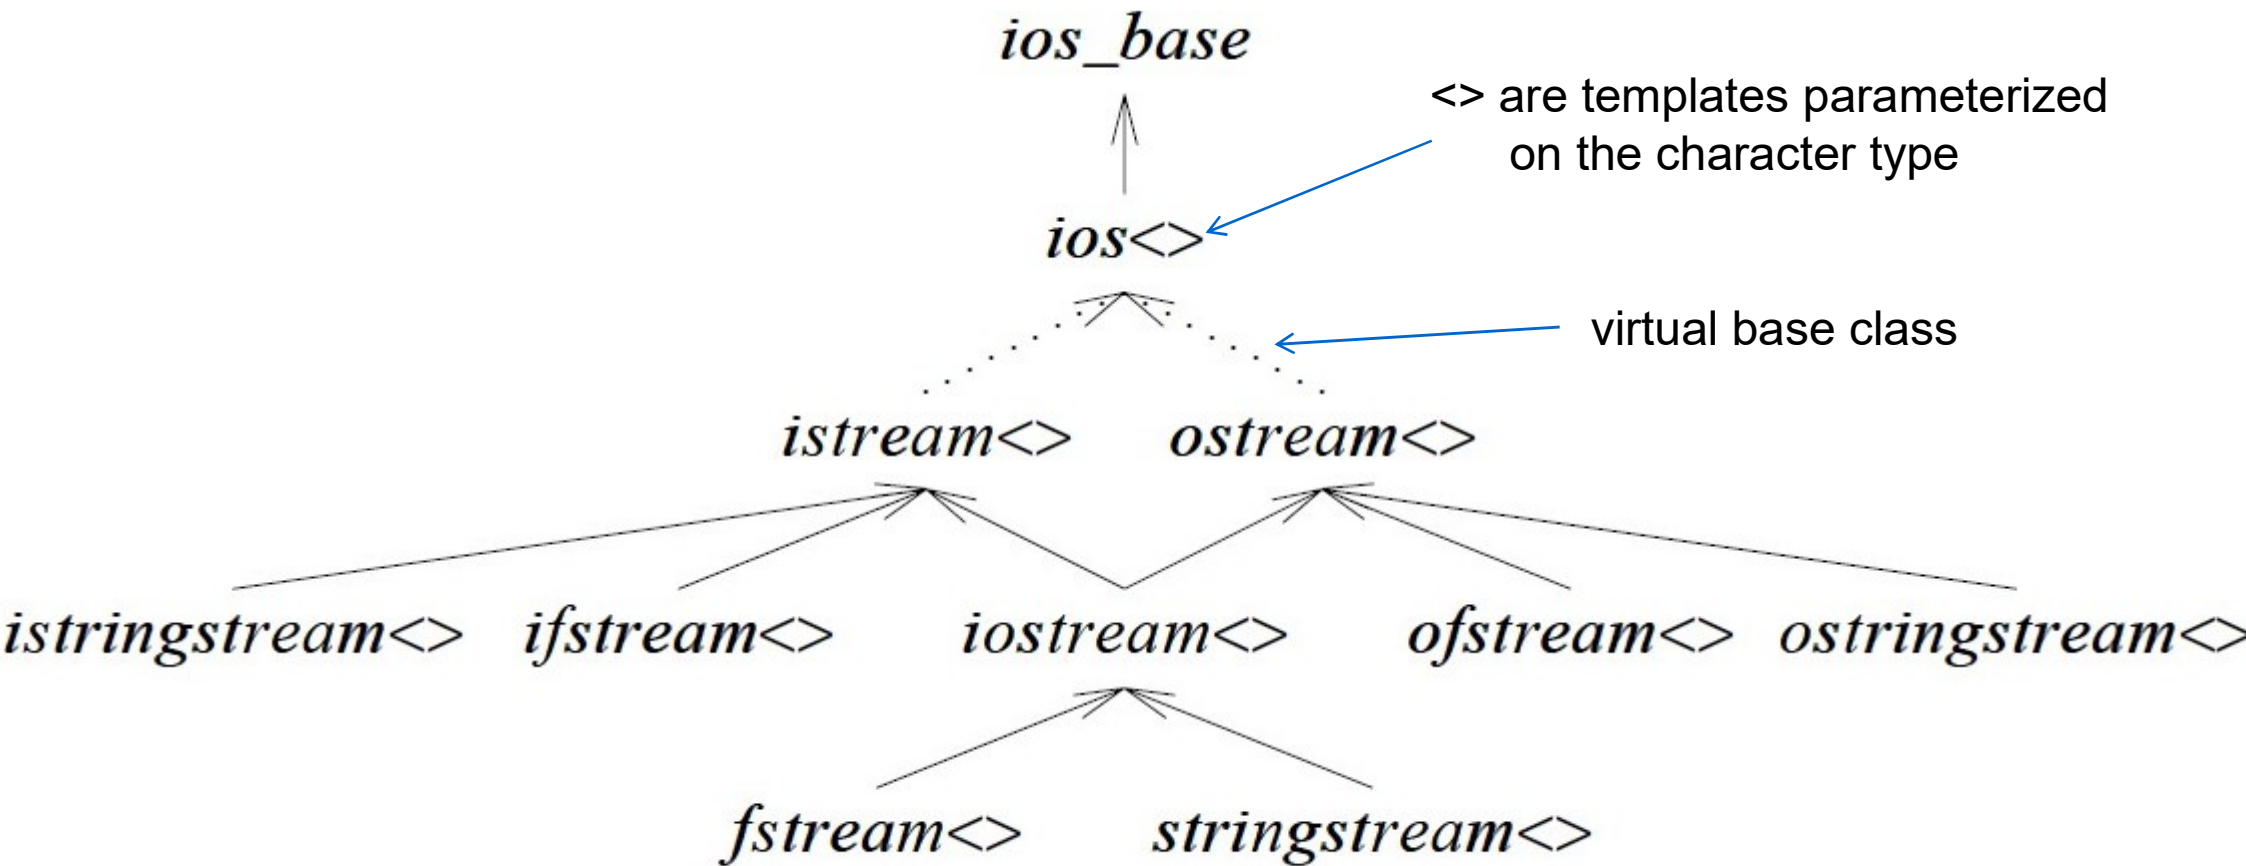 ios_base
<> are templates parameterized
on the character type
ios<>
virtual base class
istream<> ostream<>
istringstream<> ifstream<> iostream<> ofstream<> ostringstream<>
fstream<> stringstream<>